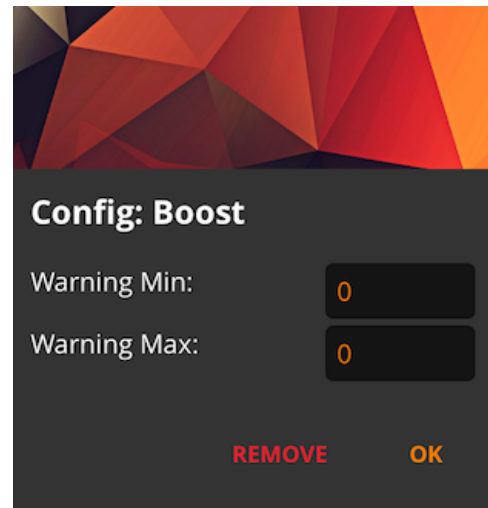 Config: Boost
Warning Min: 0
Warning Max: 0
REMOVE OK